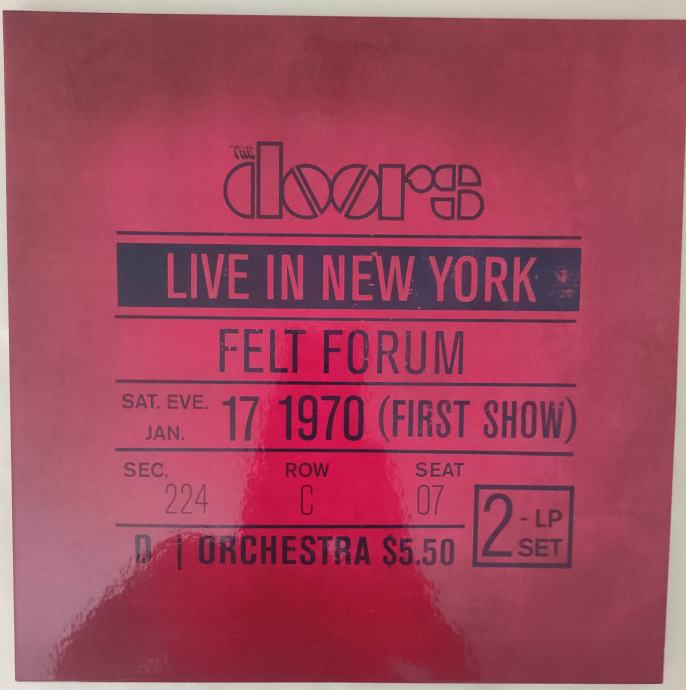 THE
doors
LIVE IN NEW YORK
FELT FORUM
SAT. EVE.
JAN.
17 1970 (FIRST SHOW)
SEC. ROW SEAT
224 C 07
2 - LP
SET
D | ORCHESTRA $5.50